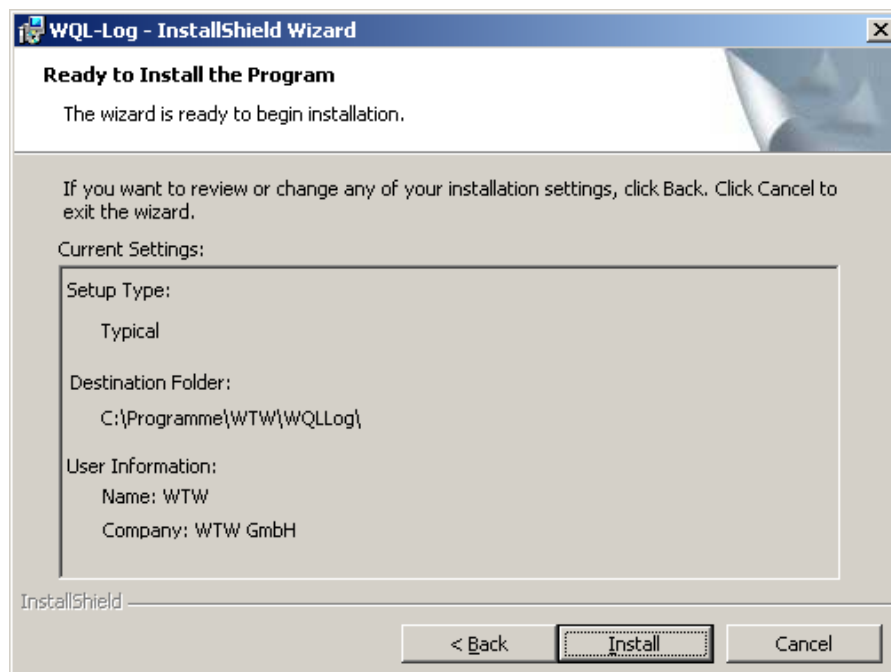 WQL-Log - InstallShield Wizard
Ready to Install the Program
The wizard is ready to begin installation.
If you want to review or change any of your installation settings, click Back. Click Cancel to
exit the wizard.
Current Settings:
Setup Type:
Typical
Destination Folder:
C:\Programme\WTW\WQLLog\
User Information:
Name: WTW
Company: WTW GmbH
InstallShield
< Back Install Cancel